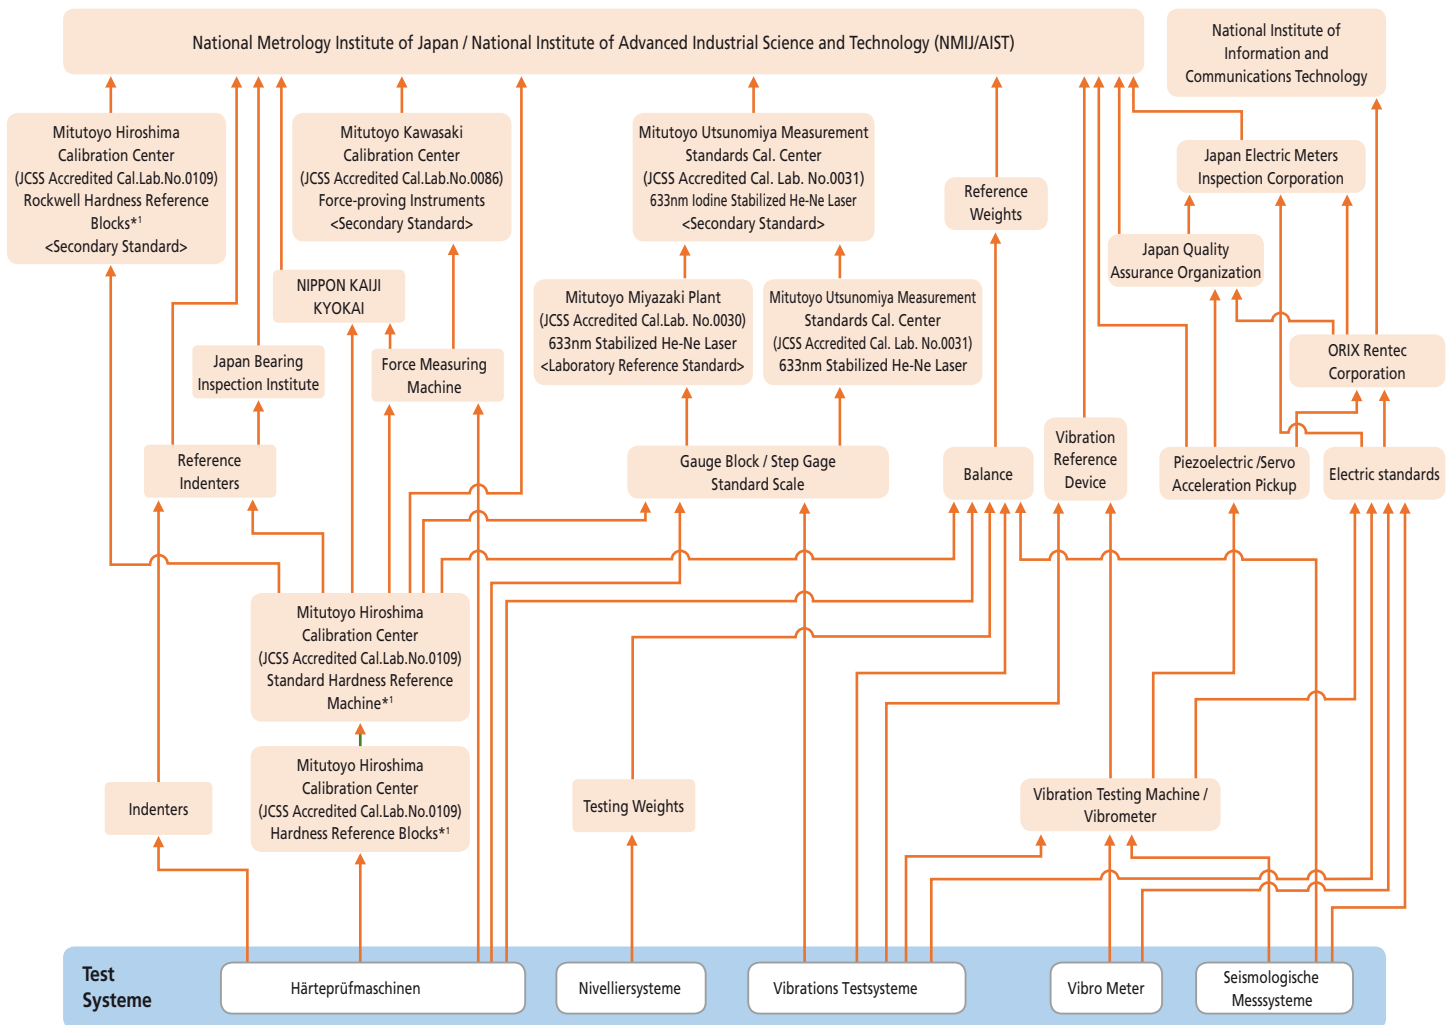 National Metrology Institute of Japan / National Institute of Advanced Industrial Science and Technology (NMIJ/AIST)
National Institute of
Information and
Communications Technology
Mitutoyo Hiroshima
Calibration Center
(JCSS Accredited Cal.Lab.No.0109)
Rockwell Hardness Reference
Blocks*1
<Secondary Standard>
Mitutoyo Kawasaki
Calibration Center
(JCSS Accredited Cal.Lab.No.0086)
Force-proving Instruments
<Secondary Standard>
Mitutoyo Utsunomiya Measurement
Standards Cal. Center
(JCSS Accredited Cal. Lab. No.0031)
633nm Iodine Stabilized He-Ne Laser
<Secondary Standard>
Reference
Weights
Japan Electric Meters
Inspection Corporation
Japan Quality
Assurance Organization
NIPPON KAIJI
KYOKAI
Mitutoyo Miyazaki Plant
(JCSS Accredited Cal.Lab. No.0030)
633nm Stabilized He-Ne Laser
<Laboratory Reference Standard>
Mitutoyo Utsunomiya Measurement
Standards Cal. Center
(JCSS Accredited Cal. Lab. No.0031)
633nm Stabilized He-Ne Laser
Japan Bearing
Inspection Institute
Force Measuring
Machine
ORIX Rentec
Corporation
Reference
Indenters
Gauge Block / Step Gage
Standard Scale
Balance
Vibration
Reference
Device
Piezoelectric /Servo
Acceleration Pickup
Electric standards
Mitutoyo Hiroshima
Calibration Center
(JCSS Accredited Cal.Lab.No.0109)
Standard Hardness Reference
Machine*1
Mitutoyo Hiroshima
Calibration Center
(JCSS Accredited Cal.Lab.No.0109)
Hardness Reference Blocks*1
Indenters
Testing Weights
Vibration Testing Machine /
Vibrometer
Test
Systeme
Härteprüfmaschinen
Nivelliersysteme
Vibrations Testsysteme
Vibro Meter
Seismologische
Messsysteme